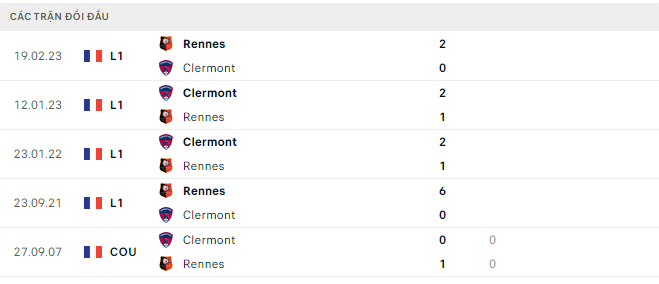 CÁC TRẬN ĐỐI ĐẦU
19.02.23 L1 Rennes 2
Clermont 0
12.01.23 L1 Clermont 2
Rennes 1
23.01.22 L1 Clermont 2
Rennes 1
23.09.21 L1 Rennes 6
Clermont 0
27.09.07 COU Clermont 0 0
Rennes 1 0